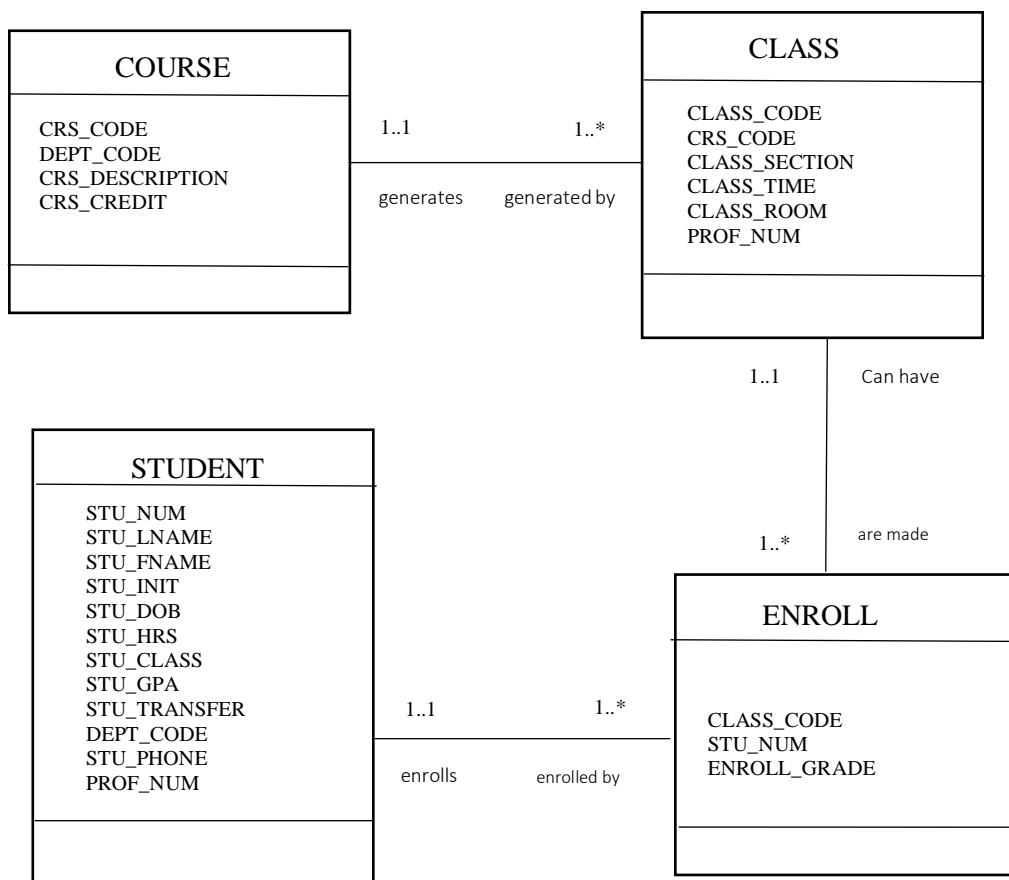 COURSE
CRS_CODE
DEPT_CODE
CRS_DESCRIPTION
CRS_CREDIT
1..1
1..*
generates
generated by
CLASS
CLASS_CODE
CRS_CODE
CLASS_SECTION
CLASS_TIME
CLASS_ROOM
PROF_NUM
1..1
Can have
1..*
are made
STUDENT
STU_NUM
STU_LNAME
STU_FNAME
STU_INIT
STU_DOB
STU_HRS
STU_CLASS
STU_GPA
STU_TRANSFER
DEPT_CODE
STU_PHONE
PROF_NUM
1..1
1..*
enrolls
enrolled by
ENROLL
CLASS_CODE
STU_NUM
ENROLL_GRADE